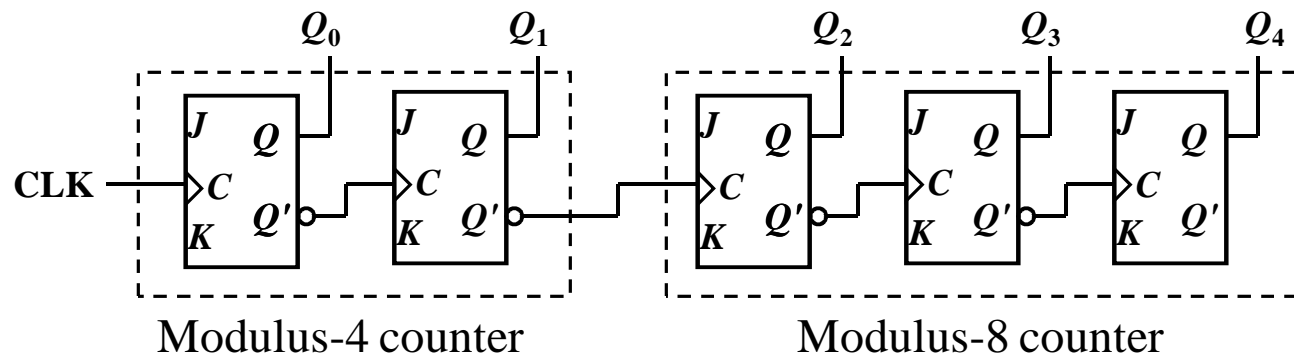 Q0 Q1 Q2 Q3 Q4
J Q J Q J Q J Q J Q
CLK C C C C C
K Q' K Q' K Q' K Q' K Q'
Modulus-4 counter Modulus-8 counter